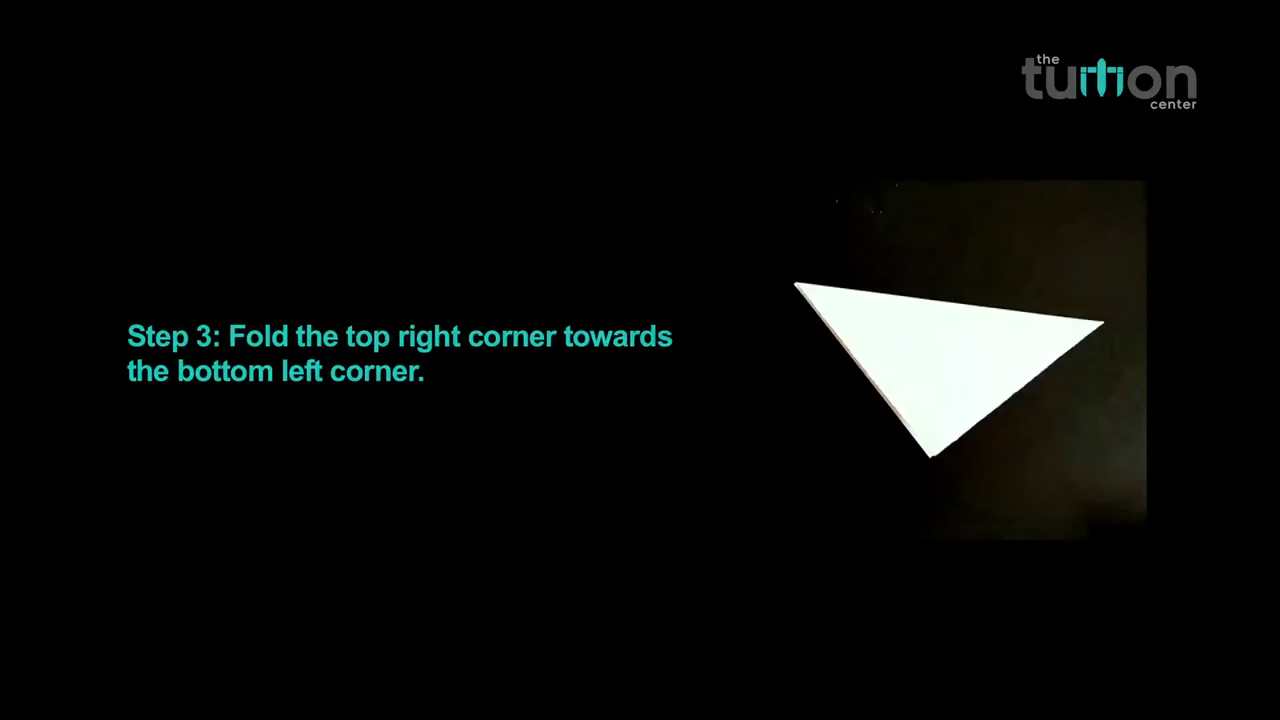 the
tuition
center
Step 3: Fold the top right corner towards
the bottom left corner.